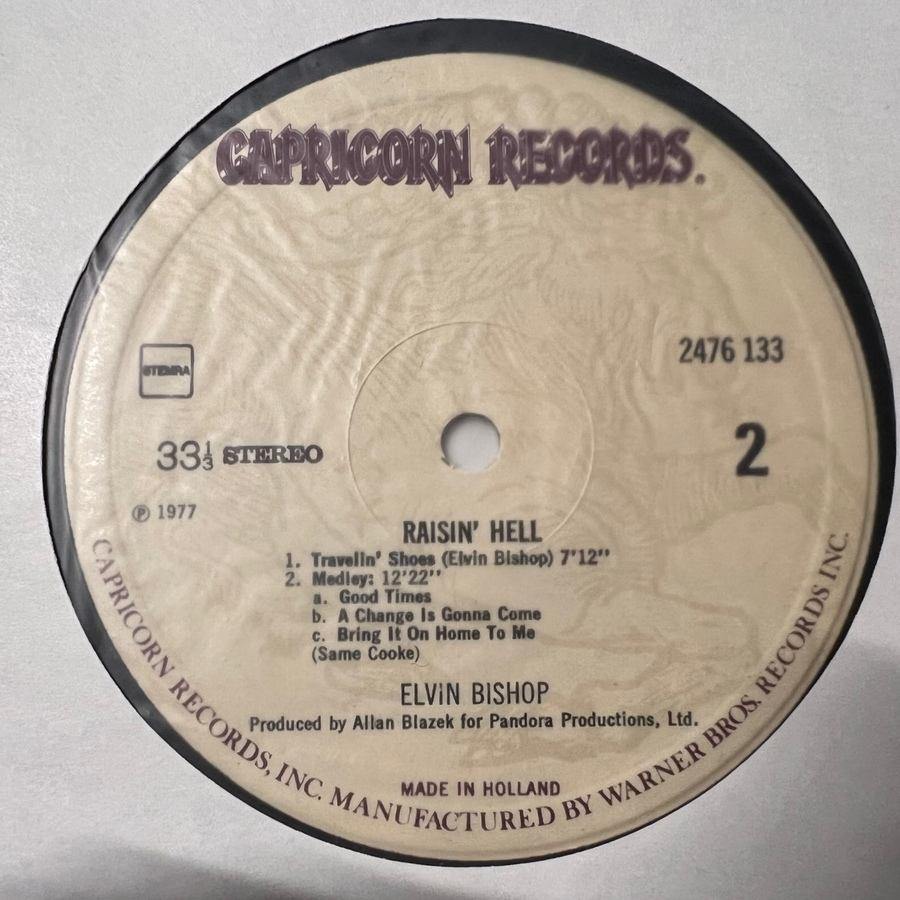 CAPRICORN RECORDS.
STEMRA
2476 133
33⅓ STEREO
2
℗ 1977
RAISIN' HELL
1. Travelin' Shoes (Elvin Bishop) 7'12''
2. Medley: 12'22''
a. Good Times
b. A Change Is Gonna Come
c. Bring It On Home To Me
(Same Cooke)
ELViN BISHOP
Produced by Allan Blazek for Pandora Productions, Ltd.
MADE IN HOLLAND
CAPRICORN RECORDS, INC. MANUFACTURED BY WARNER BROS. RECORDS INC.